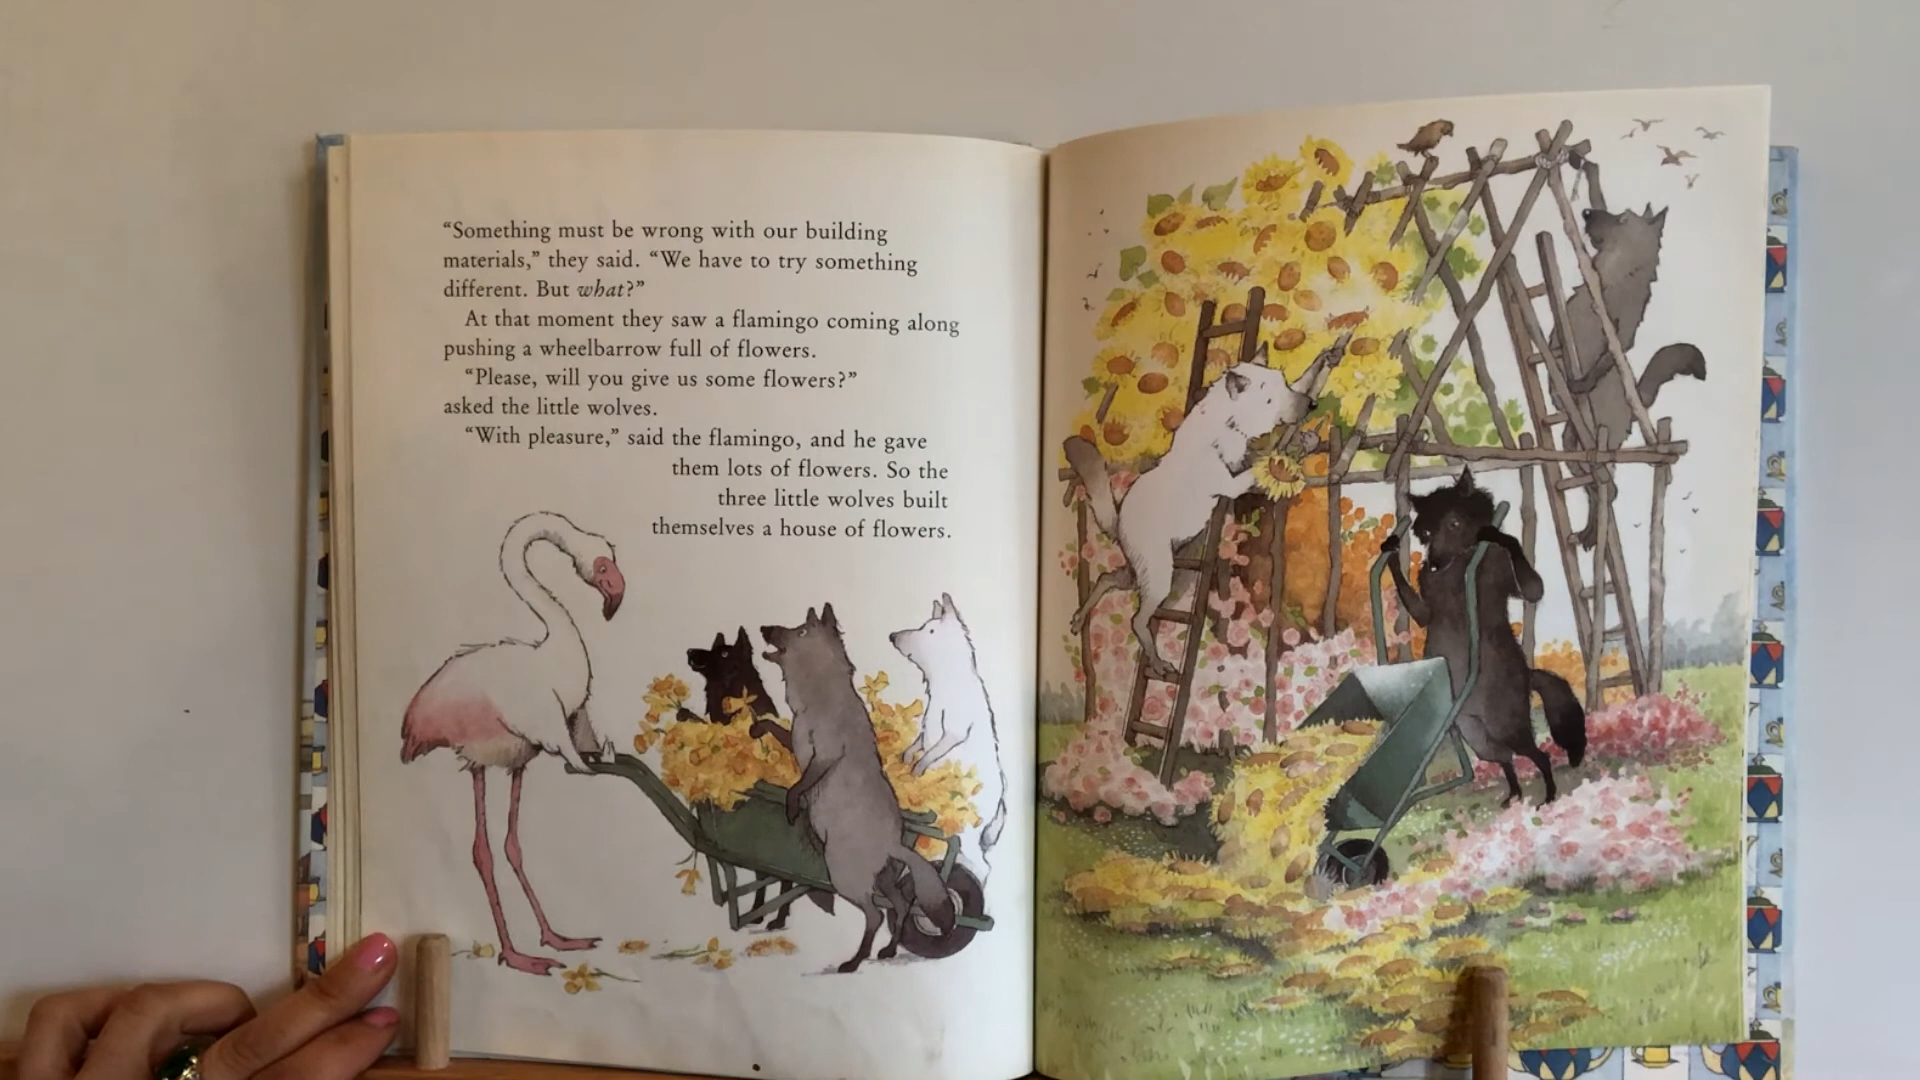 “Something must be wrong with our building
materials,” they said. “We have to try something
different. But what?”
At that moment they saw a flamingo coming along
pushing a wheelbarrow full of flowers.
“Please, will you give us some flowers?”
asked the little wolves.
“With pleasure,” said the flamingo, and he gave
them lots of flowers. So the
three little wolves built
themselves a house of flowers.